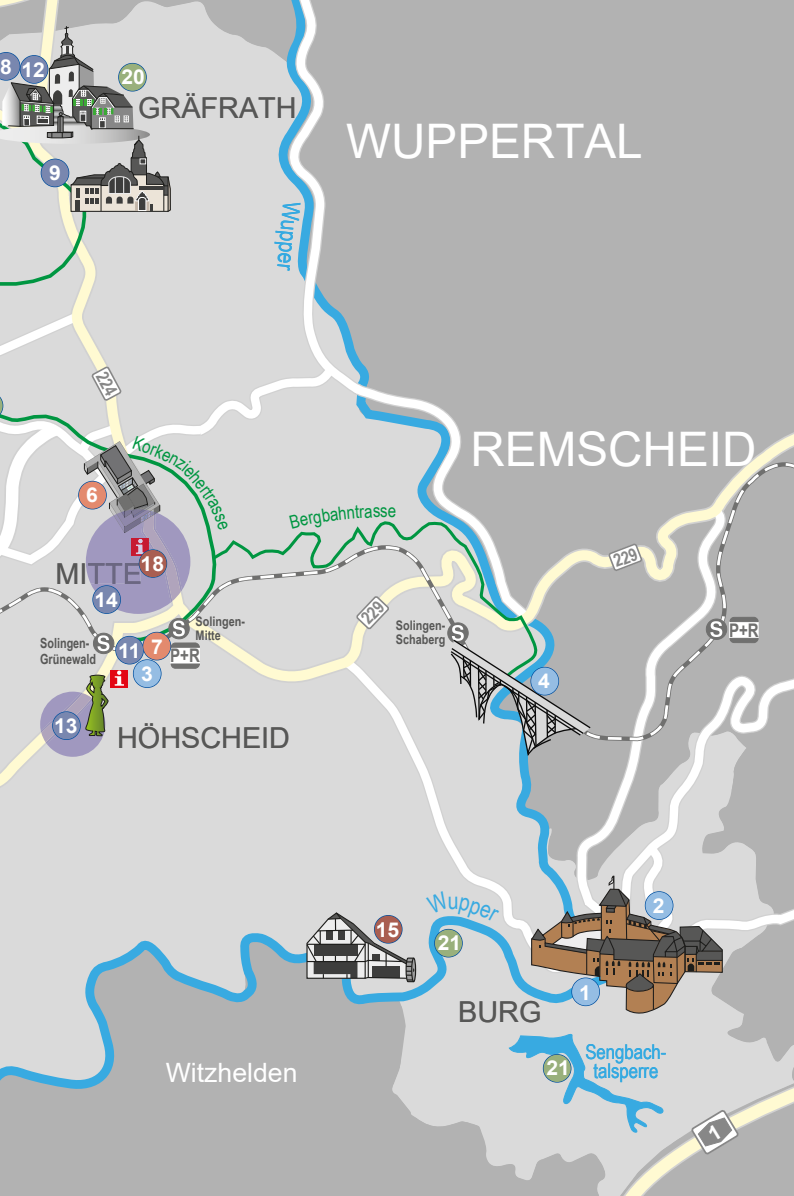 8
12
20
GRÄFRATH
WUPPERTAL
9
Wupper
224
REMSCHEID
Korkenziehertrasse
6
Bergbahntrasse
i
18
MITTE
229
14
229
Solingen-
Mitte
S
Solingen-
Schaberg
S
S
P+R
Solingen-
Grünewald
S
11
7
P+R
i
3
4
13
HÖHSCHEID
Wupper
2
15
21
1
BURG
Sengbach-
talsperre
21
Witzhelden
1